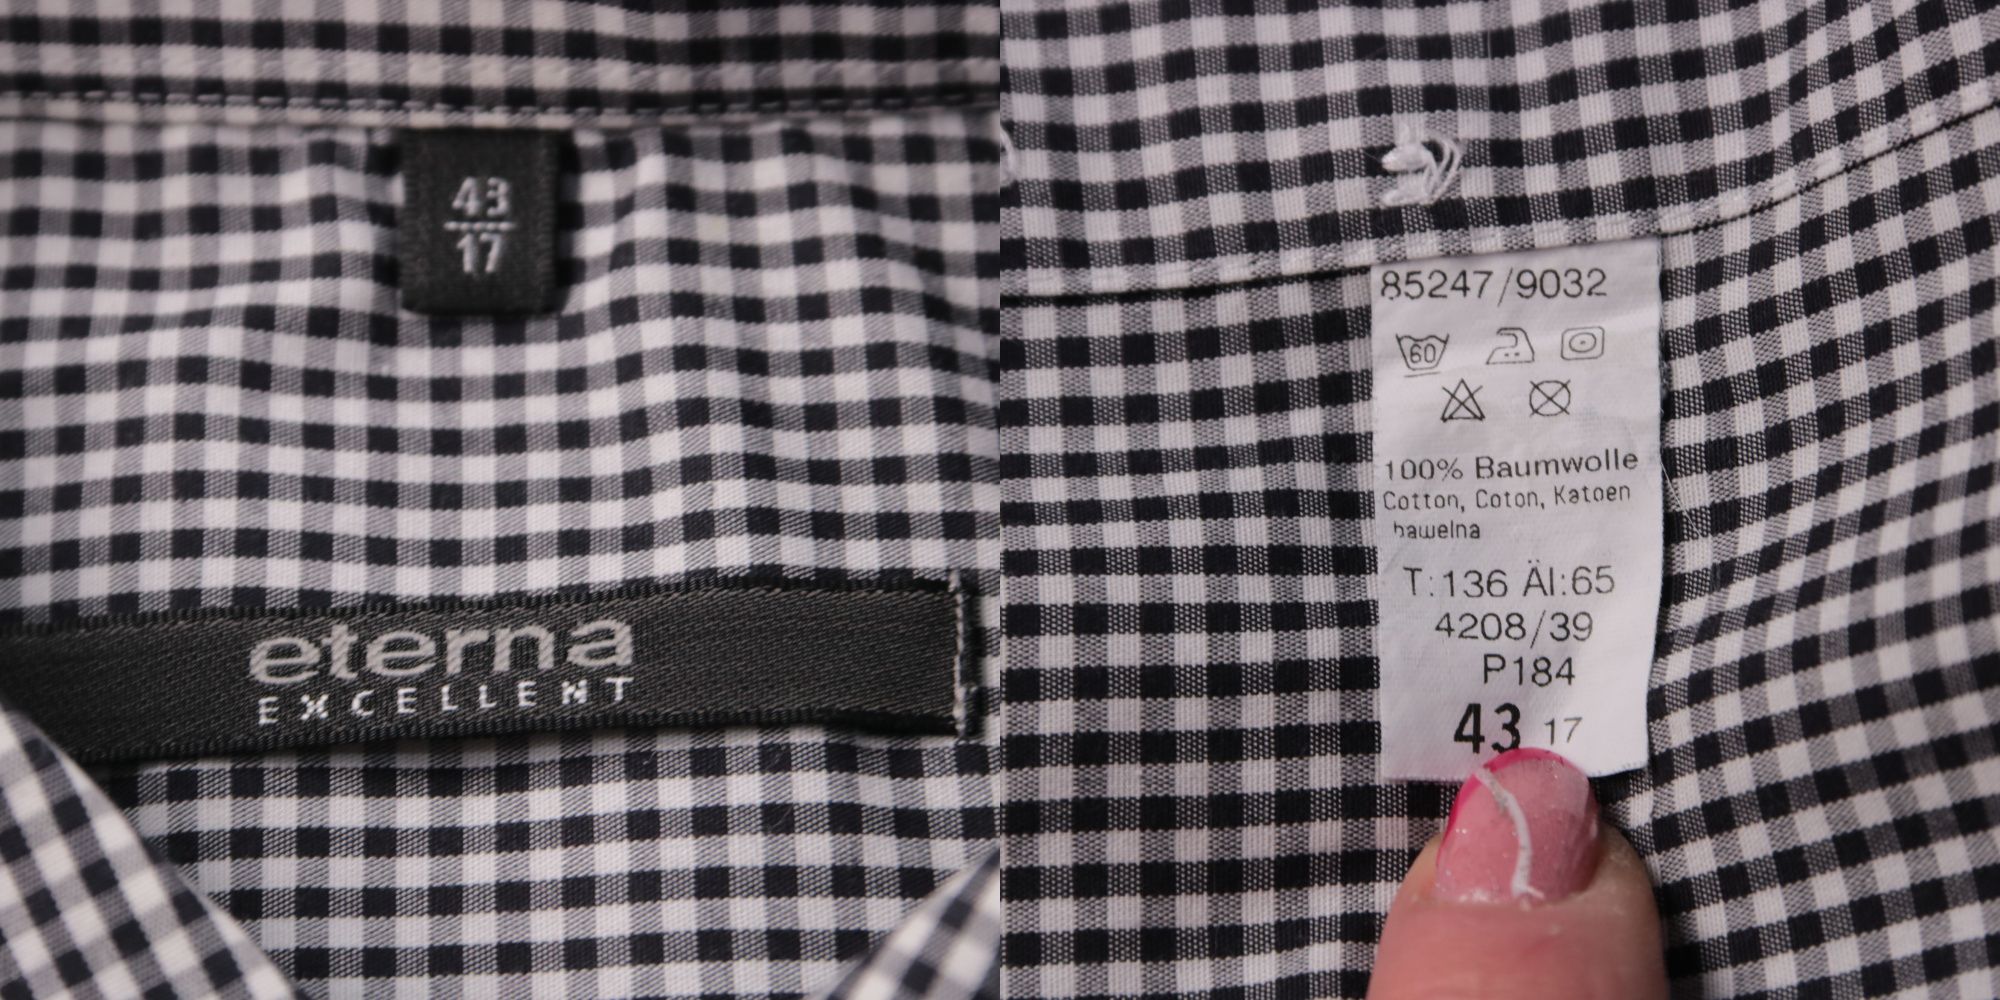 43
17
eterna
EXCELLENT
85247/9032
60
100% Baumwolle
Cotton, Coton, Katoen
bawelna
T:136 Äl:65
4208/39
P184
43 17